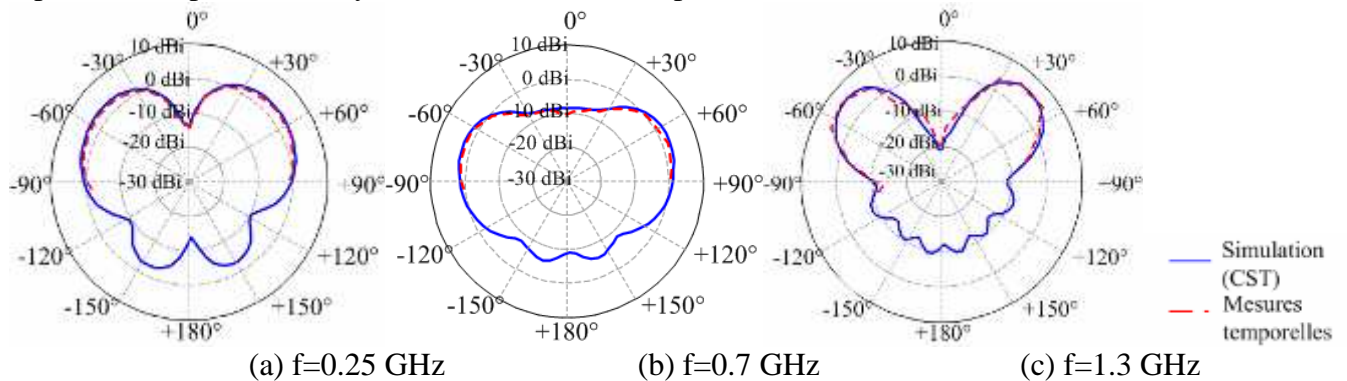 0°
10 dBi
-30°
+30°
0 dBi
-60°
+60°
-10 dBi
-20 dBi
-90°
-30 dBi
+90°
-120°
+120°
-150°
+150°
+180°
(a) f=0.25 GHz
0°
10 dBi
-30°
+30°
0 dBi
-60°
+60°
-10 dBi
-20 dBi
-90°
-30 dBi
+90°
-120°
+120°
-150°
+150°
+180°
(b) f=0.7 GHz
0°
10 dBi
-30°
+30°
0 dBi
-60°
+60°
-10 dBi
-20 dBi
-90°
-30 dBi
-90°
-120°
+120°
-150°
+150°
+180°
(c) f=1.3 GHz
Simulation
(CST)
Mesures
temporelles